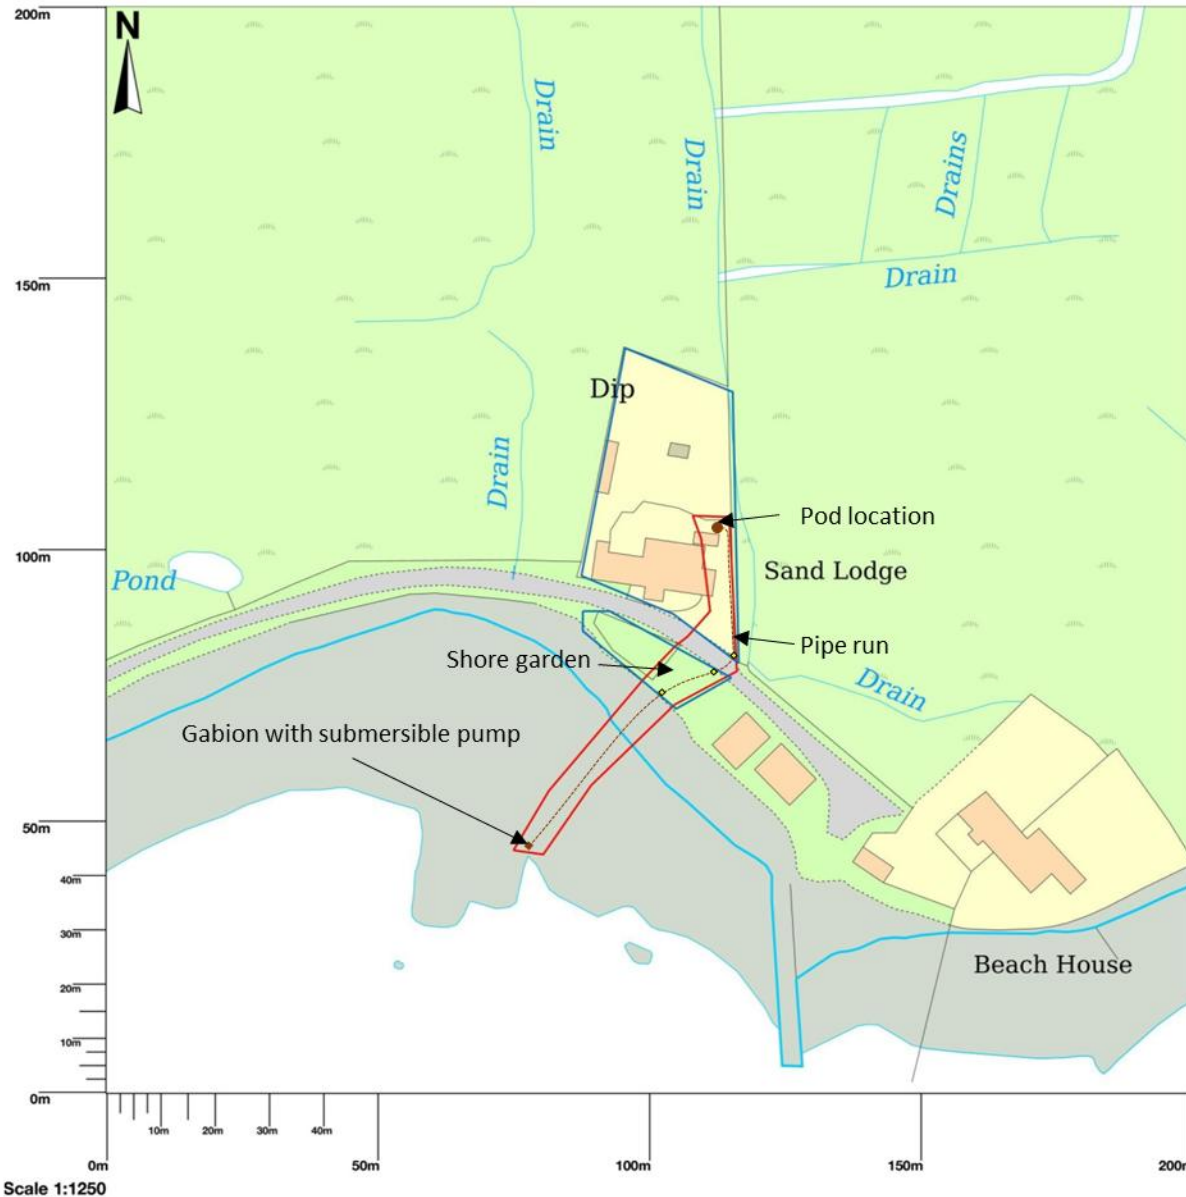 200m
N
Drain
Drain
Drains
150m
Drain
Dip
Drain
Pod location
100m
Pond
Sand Lodge
Pipe run
Shore garden
Drain
Gabion with submersible pump
50m
40m
30m
Beach House
20m
10m
0m
10m 20m 30m 40m
0m 50m 100m 150m 200m
Scale 1:1250